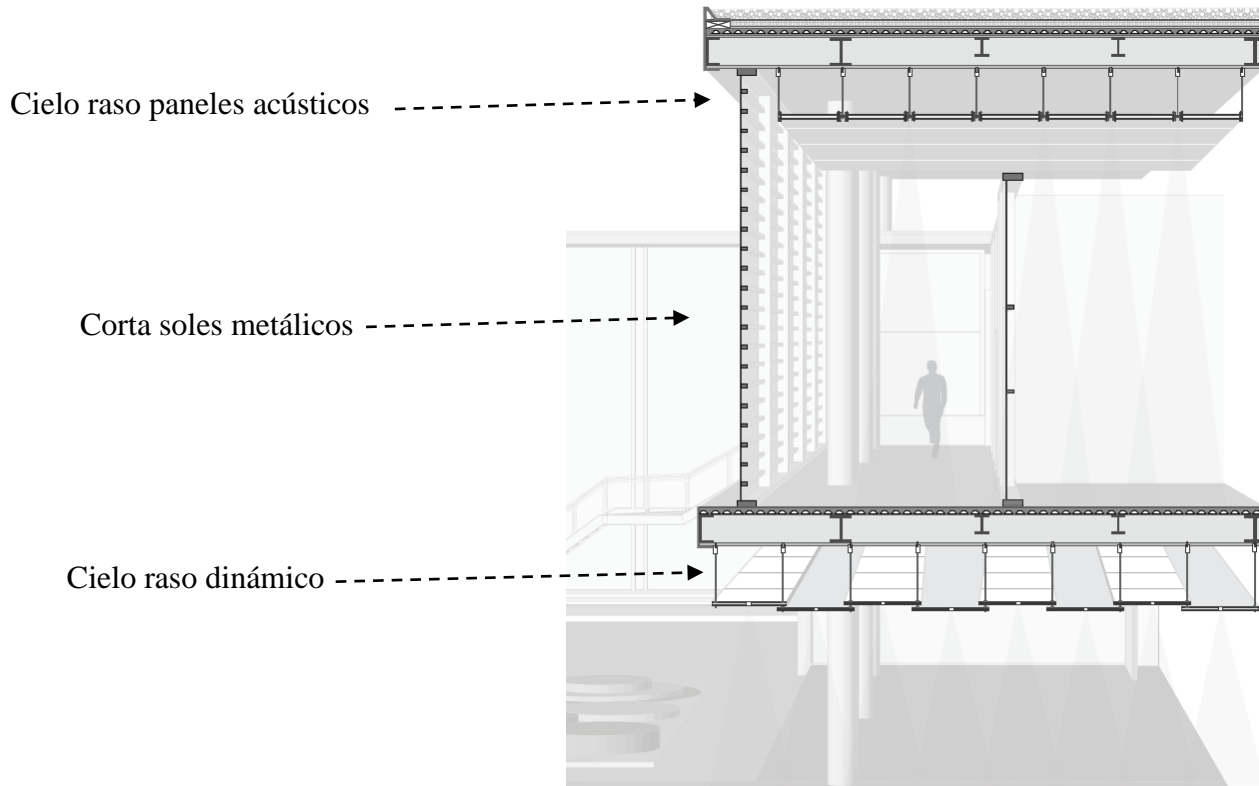 Cielo raso paneles acústicos
Corta soles metálicos
Cielo raso dinámico